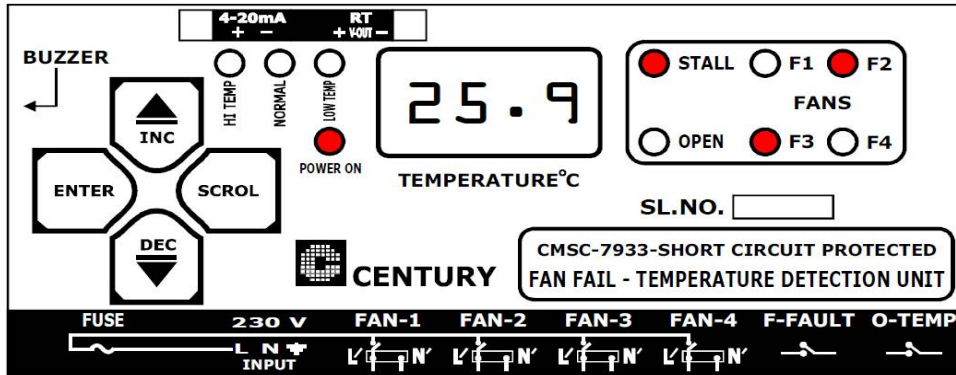 4-20mA RT
+ - + V-OUT -
BUZZER
HI TEMP
NORMAL
LOW TEMP
POWER ON
INC
ENTER
SCROL
DEC
25.9
TEMPERATURE°C
STALL F1 F2
FANS
OPEN F3 F4
SL.NO.
C CENTURY
CMSC-7933-SHORT CIRCUIT PROTECTED
FAN FAIL - TEMPERATURE DETECTION UNIT
FUSE 230 V FAN-1 FAN-2 FAN-3 FAN-4 F-FAULT O-TEMP
L N L' N' L' N' L' N' L' N'
INPUT